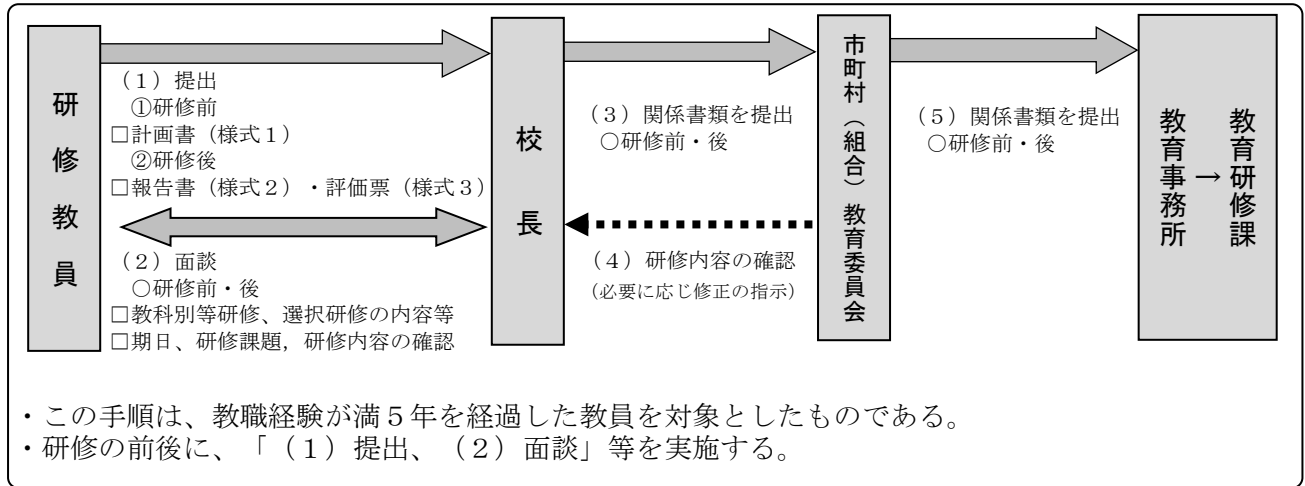 研修教員
(1)提出
①研修前
□計画書(様式1)
②研修後
□報告書(様式2)・評価票(様式3)
(2)面談
○研修前・後
□教科別等研修、選択研修の内容等
□期日、研修課題,研修内容の確認
校長
(3)関係書類を提出
○研修前・後
(4)研修内容の確認
(必要に応じ修正の指示)
市町村(組合)教育委員会
(5)関係書類を提出
○研修前・後
教育事務所
→
教育研修課
・この手順は、教職経験が満5年を経過した教員を対象としたものである。
・研修の前後に、「(1)提出、(2)面談」等を実施する。